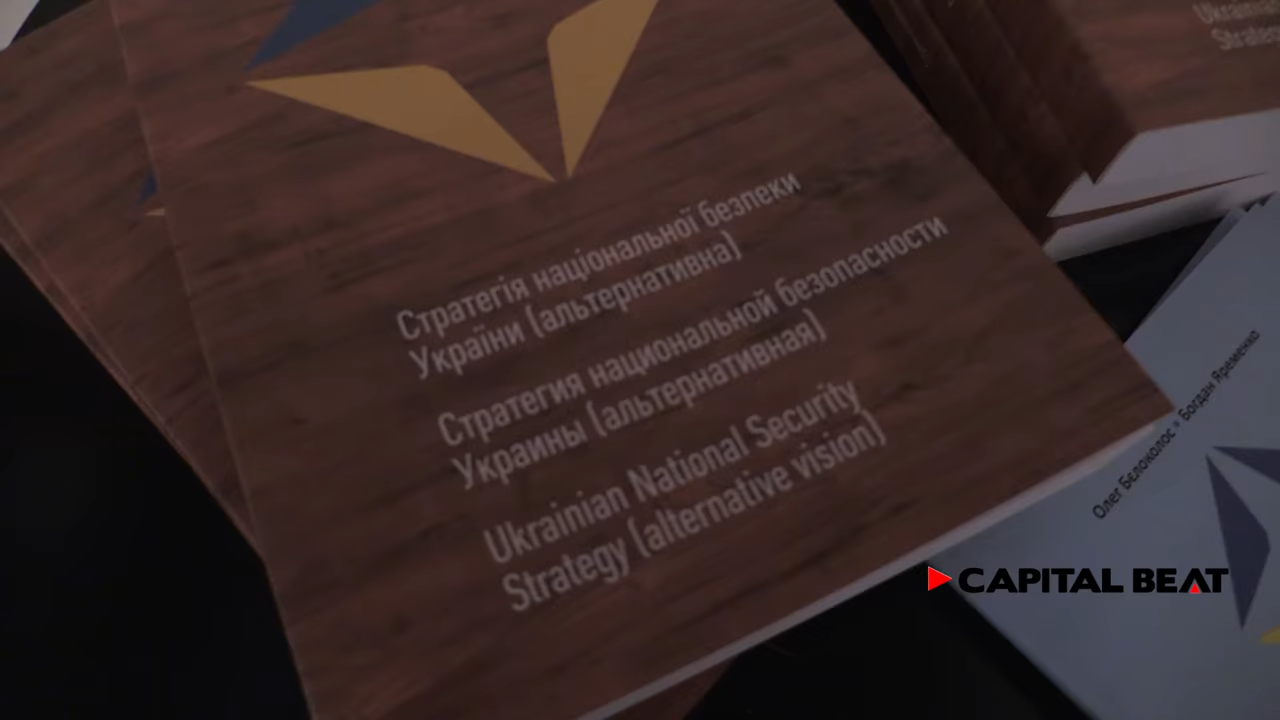 Стратегія національної безпеки
України (альтернативна)
Стратегия национальной безопасности
Украины (альтернативная)
Ukrainian National Security
Strategy (alternative vision)
Олег Бєлоколос • Богдан Яременко
CAPITAL BEAT